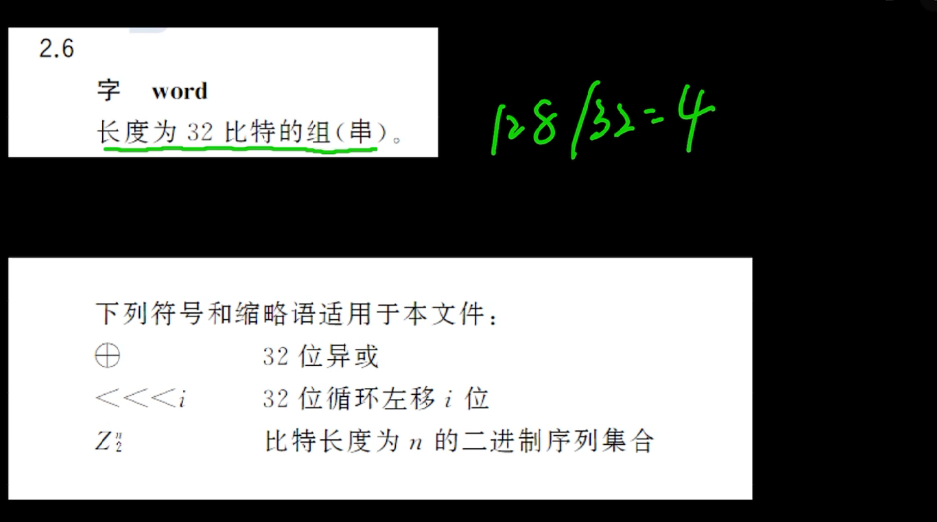 2.6
字 word
长度为 32 比特的组(串)。
128/32=4
下列符号和缩略语适用于本文件:
⊕ 32 位异或
<<<i 32 位循环左移 i 位
Z₂ⁿ 比特长度为 n 的二进制序列集合